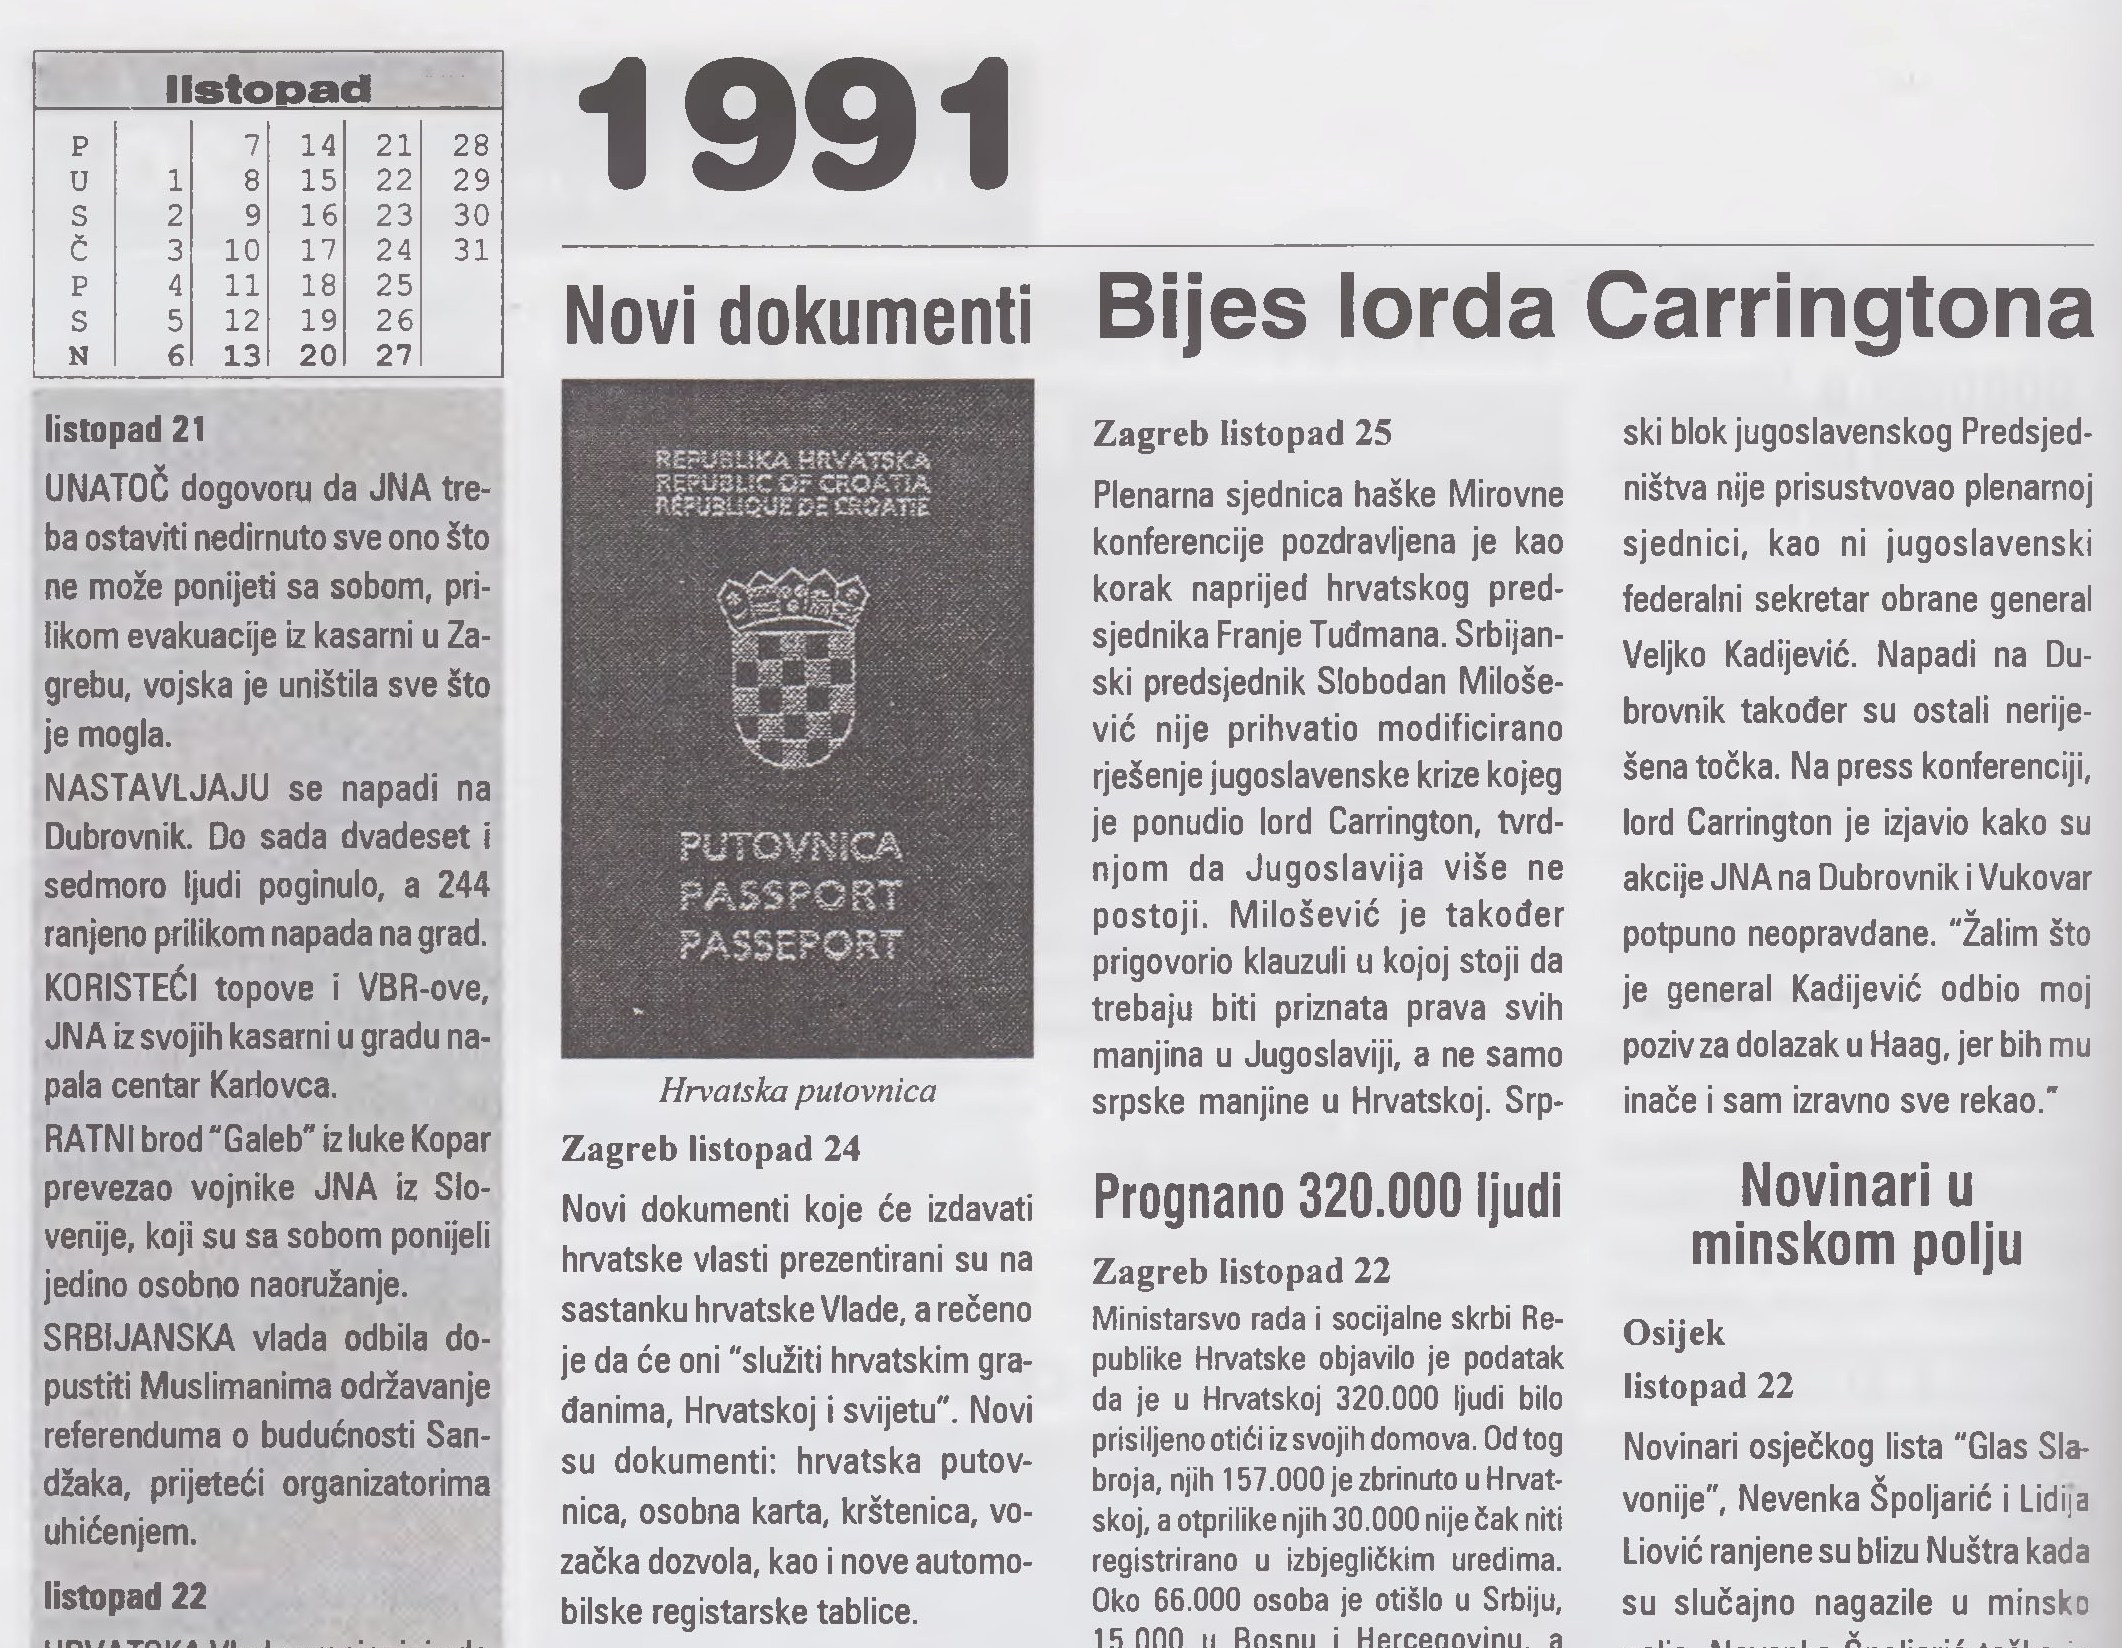 listopad
P 7 14 21 28
U 1 8 15 22 29
S 2 9 16 23 30
Č 3 10 17 24 31
P 4 11 18 25
S 5 12 19 26
N 6 13 20 27
listopad 21
UNATOČ dogovoru da JNA tre-
ba ostaviti nedirnuto sve ono što
ne može ponijeti sa sobom, pri-
likom evakuacije iz kasarni u Za-
grebu, vojska je uništila sve što
je mogla.
NASTAVLJAJU se napadi na
Dubrovnik. Do sada dvadeset i
sedmoro ljudi poginulo, a 244
ranjeno prilikom napada na grad.
KORISTEĆI topove i VBR-ove,
JNA iz svojih kasarni u gradu na-
pala centar Karlovca.
RATNI brod "Galeb" iz luke Kopar
prevezao vojnike JNA iz Slo-
venije, koji su sa sobom ponijeli
jedino osobno naoružanje.
SRBIJANSKA vlada odbila do-
pustiti Muslimanima održavanje
referenduma o budućnosti San-
džaka, prijeteći organizatorima
uhićenjem.
listopad 22
1991
Novi dokumenti
REPUBLIKA HRVATSKA
REPUBLIC OF CROATIA
RÉPUBLIQUE DE CROATIE
PUTOVNICA
PASSPORT
PASSEPORT
Hrvatska putovnica
Zagreb listopad 24
Novi dokumenti koje će izdavati
hrvatske vlasti prezentirani su na
sastanku hrvatske Vlade, a rečeno
je da će oni "služiti hrvatskim gra-
đanima, Hrvatskoj i svijetu". Novi
su dokumenti: hrvatska putov-
nica, osobna karta, krštenica, vo-
začka dozvola, kao i nove automo-
bilske registarske tablice.
Bijes lorda Carringtona
Zagreb listopad 25
Plenarna sjednica haške Mirovne
konferencije pozdravljena je kao
korak naprijed hrvatskog pred-
sjednika Franje Tuđmana. Srbijan-
ski predsjednik Slobodan Miloše-
vić nije prihvatio modificirano
rješenje jugoslavenske krize kojeg
je ponudio lord Carrington, tvrd-
njom da Jugoslavija više ne
postoji. Milošević je također
prigovorio klauzuli u kojoj stoji da
trebaju biti priznata prava svih
manjina u Jugoslaviji, a ne samo
srpske manjine u Hrvatskoj. Srp-
ski blok jugoslavenskog Predsjed-
ništva nije prisustvovao plenarnoj
sjednici, kao ni jugoslavenski
federalni sekretar obrane general
Veljko Kadijević. Napadi na Du-
brovnik također su ostali nerije-
šena točka. Na press konferenciji,
lord Carrington je izjavio kako su
akcije JNA na Dubrovnik i Vukovar
potpuno neopravdane. "Žalim što
je general Kadijević odbio moj
poziv za dolazak u Haag, jer bih mu
inače i sam izravno sve rekao."
Prognano 320.000 ljudi
Zagreb listopad 22
Ministarsvo rada i socijalne skrbi Re-
publike Hrvatske objavilo je podatak
da je u Hrvatskoj 320.000 ljudi bilo
prisiljeno otići iz svojih domova. Od tog
broja, njih 157.000 je zbrinuto u Hrvat-
skoj, a otprilike njih 30.000 nije čak niti
registrirano u izbjegličkim uredima.
Oko 66.000 osoba je otišlo u Srbiju,
15.000 u Bosnu i Hercegovinu, a
Novinari u
minskom polju
Osijek
listopad 22
Novinari osječkog lista "Glas Sla-
vonije", Nevenka Špoljarić i Lidija
Liović ranjene su blizu Nuštra kada
su slučajno nagazile u minsko